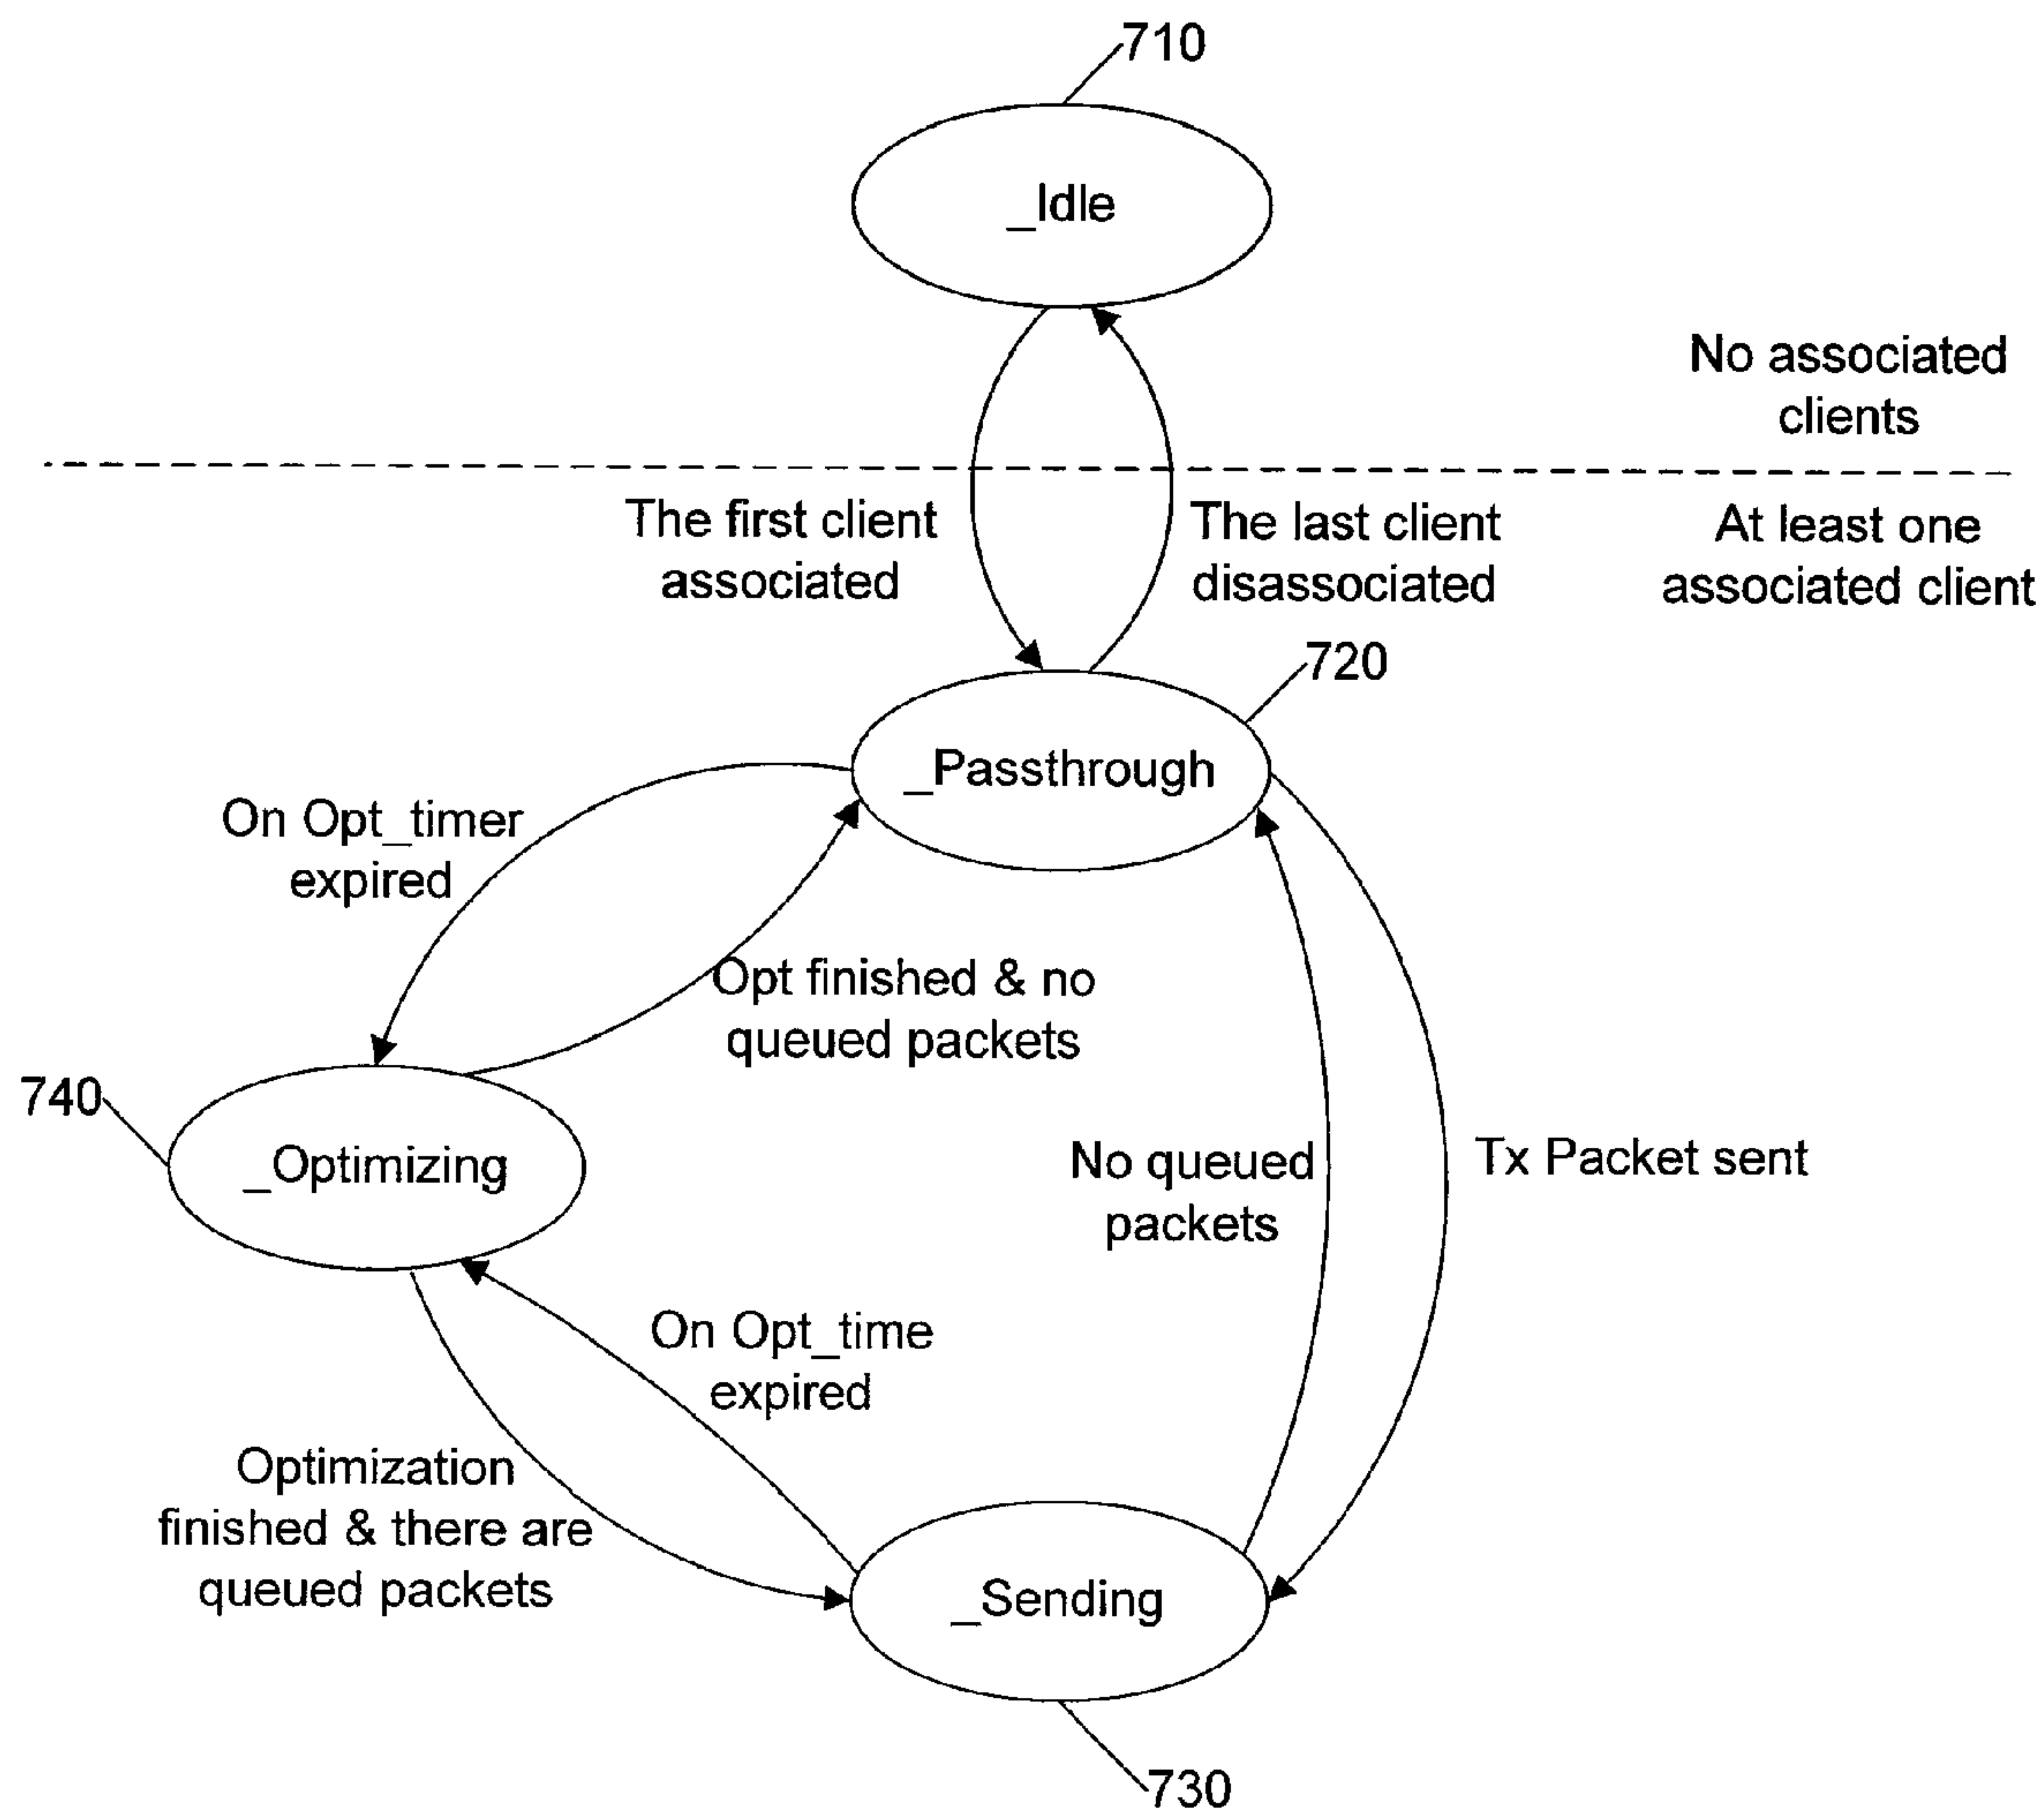 710
_Idle
No associated
clients
The first client
associated
The last client
disassociated
At least one
associated client
720
_Passthrough
On Opt_timer
expired
Opt finished & no
queued packets
740
_Optimizing
No queued
packets
Tx Packet sent
On Opt_time
expired
Optimization
finished & there are
queued packets
_Sending
730